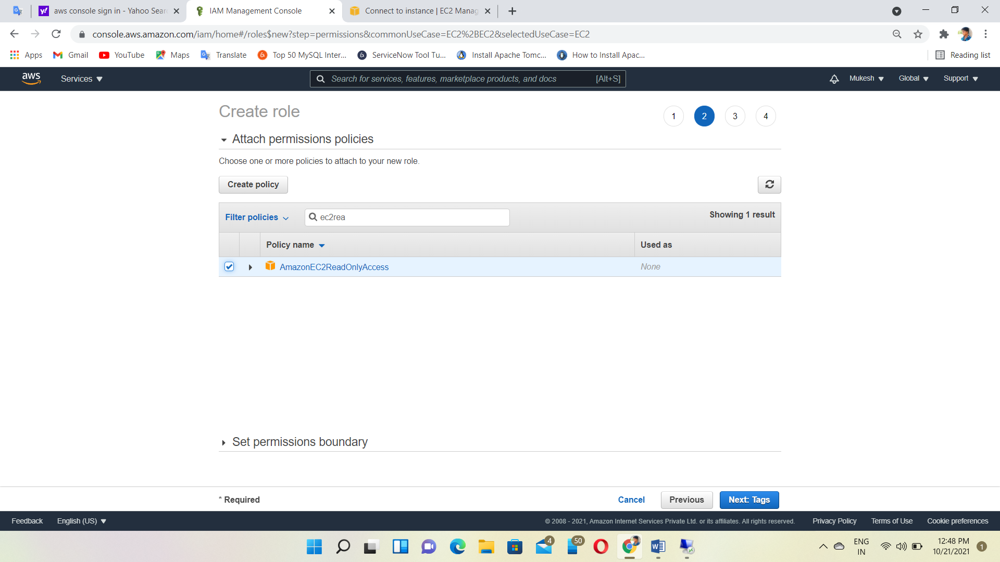 aws console sign in - Yahoo Sear
IAM Management Console
Connect to instance | EC2 Manag
console.aws.amazon.com/iam/home#/roles$new?step=permissions&commonUseCase=EC2%2BEC2&selectedUseCase=EC2
Apps Gmail YouTube Maps Translate Top 50 MySQL Inter... ServiceNow Tool Tu... Install Apache Tomc... How to Install Apac... Reading list
aws Services Search for services, features, marketplace products, and docs [Alt+S] Mukesh Global Support
Create role
1 2 3 4
Attach permissions policies
Choose one or more policies to attach to your new role.
Create policy
Filter policies ec2rea Showing 1 result
Policy name Used as
AmazonEC2ReadOnlyAccess None
Set permissions boundary
* Required Cancel Previous Next: Tags
Feedback English (US) © 2008 - 2021, Amazon Internet Services Private Ltd. or its affiliates. All rights reserved. Privacy Policy Terms of Use Cookie preferences
4 50
ENG
IN
12:48 PM
10/21/2021
1